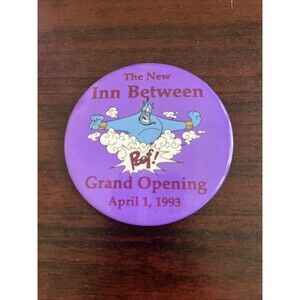 The New
Inn Between
Poof!
Grand Opening
April 1, 1993